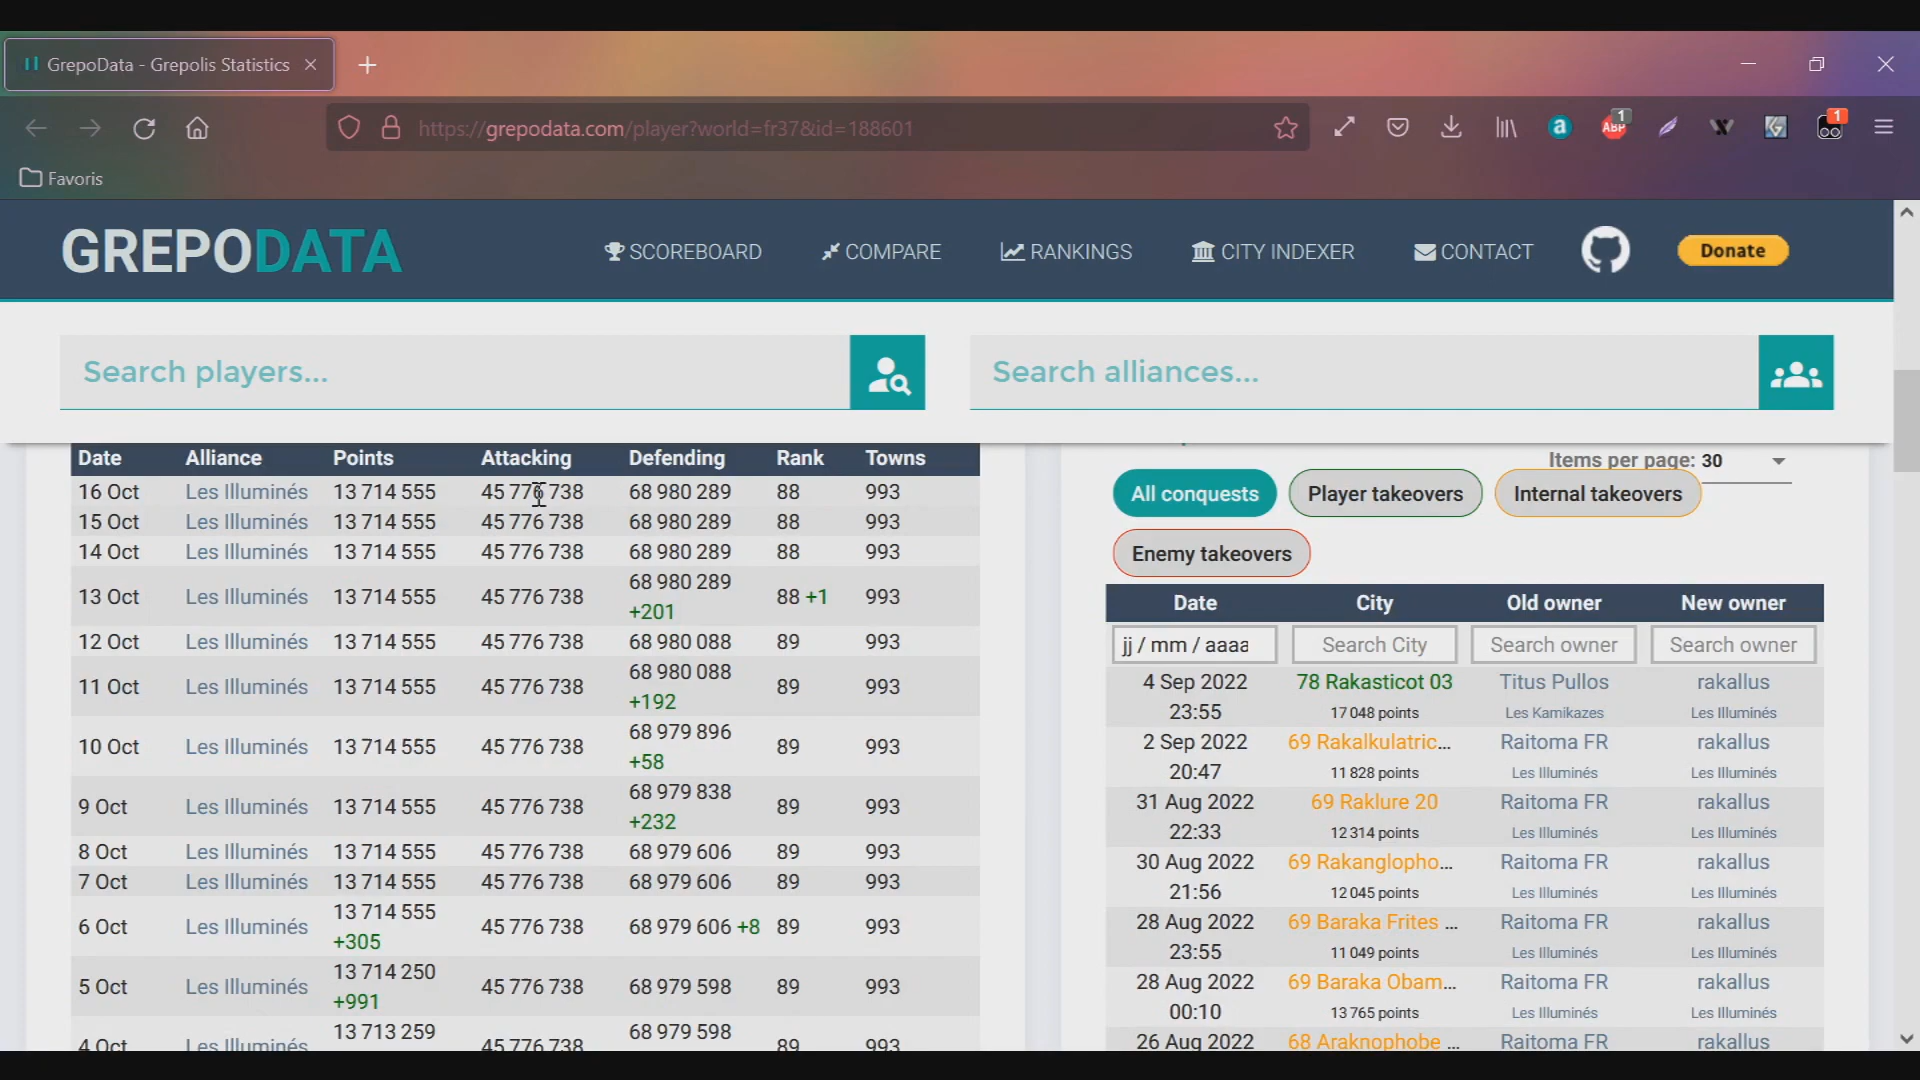 GrepoData - Grepolis Statistics
https://grepodata.com/player?world=fr37&id=188601
ABP 1
1
Favoris
GREPODATA
SCOREBOARD COMPARE RANKINGS CITY INDEXER CONTACT Donate
Search players...
Search alliances...
Date Alliance Points Attacking Defending Rank Towns
16 Oct Les Illuminés 13 714 555 45 776 738 68 980 289 88 993
15 Oct Les Illuminés 13 714 555 45 776 738 68 980 289 88 993
14 Oct Les Illuminés 13 714 555 45 776 738 68 980 289 88 993
13 Oct Les Illuminés 13 714 555 45 776 738 68 980 289 +201 88 +1 993
12 Oct Les Illuminés 13 714 555 45 776 738 68 980 088 89 993
11 Oct Les Illuminés 13 714 555 45 776 738 68 980 088 +192 89 993
10 Oct Les Illuminés 13 714 555 45 776 738 68 979 896 +58 89 993
9 Oct Les Illuminés 13 714 555 45 776 738 68 979 838 +232 89 993
8 Oct Les Illuminés 13 714 555 45 776 738 68 979 606 89 993
7 Oct Les Illuminés 13 714 555 45 776 738 68 979 606 89 993
6 Oct Les Illuminés 13 714 555 +305 45 776 738 68 979 606 +8 89 993
5 Oct Les Illuminés 13 714 250 +991 45 776 738 68 979 598 89 993
4 Oct Les Illuminés 13 713 259 45 776 738 68 979 598 89 993
Items per page: 30
All conquests Player takeovers Internal takeovers
Enemy takeovers
Date City Old owner New owner
jj / mm / aaaa Search City Search owner Search owner
4 Sep 2022 78 Rakasticot 03 Titus Pullos rakallus
23:55 17 048 points Les Kamikazes Les Illuminés
2 Sep 2022 69 Rakalkulatric... Raitoma FR rakallus
20:47 11 828 points Les Illuminés Les Illuminés
31 Aug 2022 69 Raklure 20 Raitoma FR rakallus
22:33 12 314 points Les Illuminés Les Illuminés
30 Aug 2022 69 Rakanglopho... Raitoma FR rakallus
21:56 12 045 points Les Illuminés Les Illuminés
28 Aug 2022 69 Baraka Frites ... Raitoma FR rakallus
23:55 11 049 points Les Illuminés Les Illuminés
28 Aug 2022 69 Baraka Obam... Raitoma FR rakallus
00:10 13 765 points Les Illuminés Les Illuminés
26 Aug 2022 68 Araknophobe ... Raitoma FR rakallus